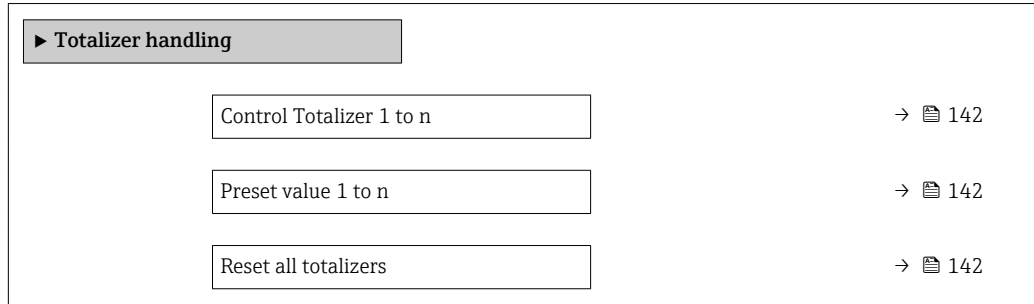 ► Totalizer handling
Control Totalizer 1 to n → 142
Preset value 1 to n → 142
Reset all totalizers → 142